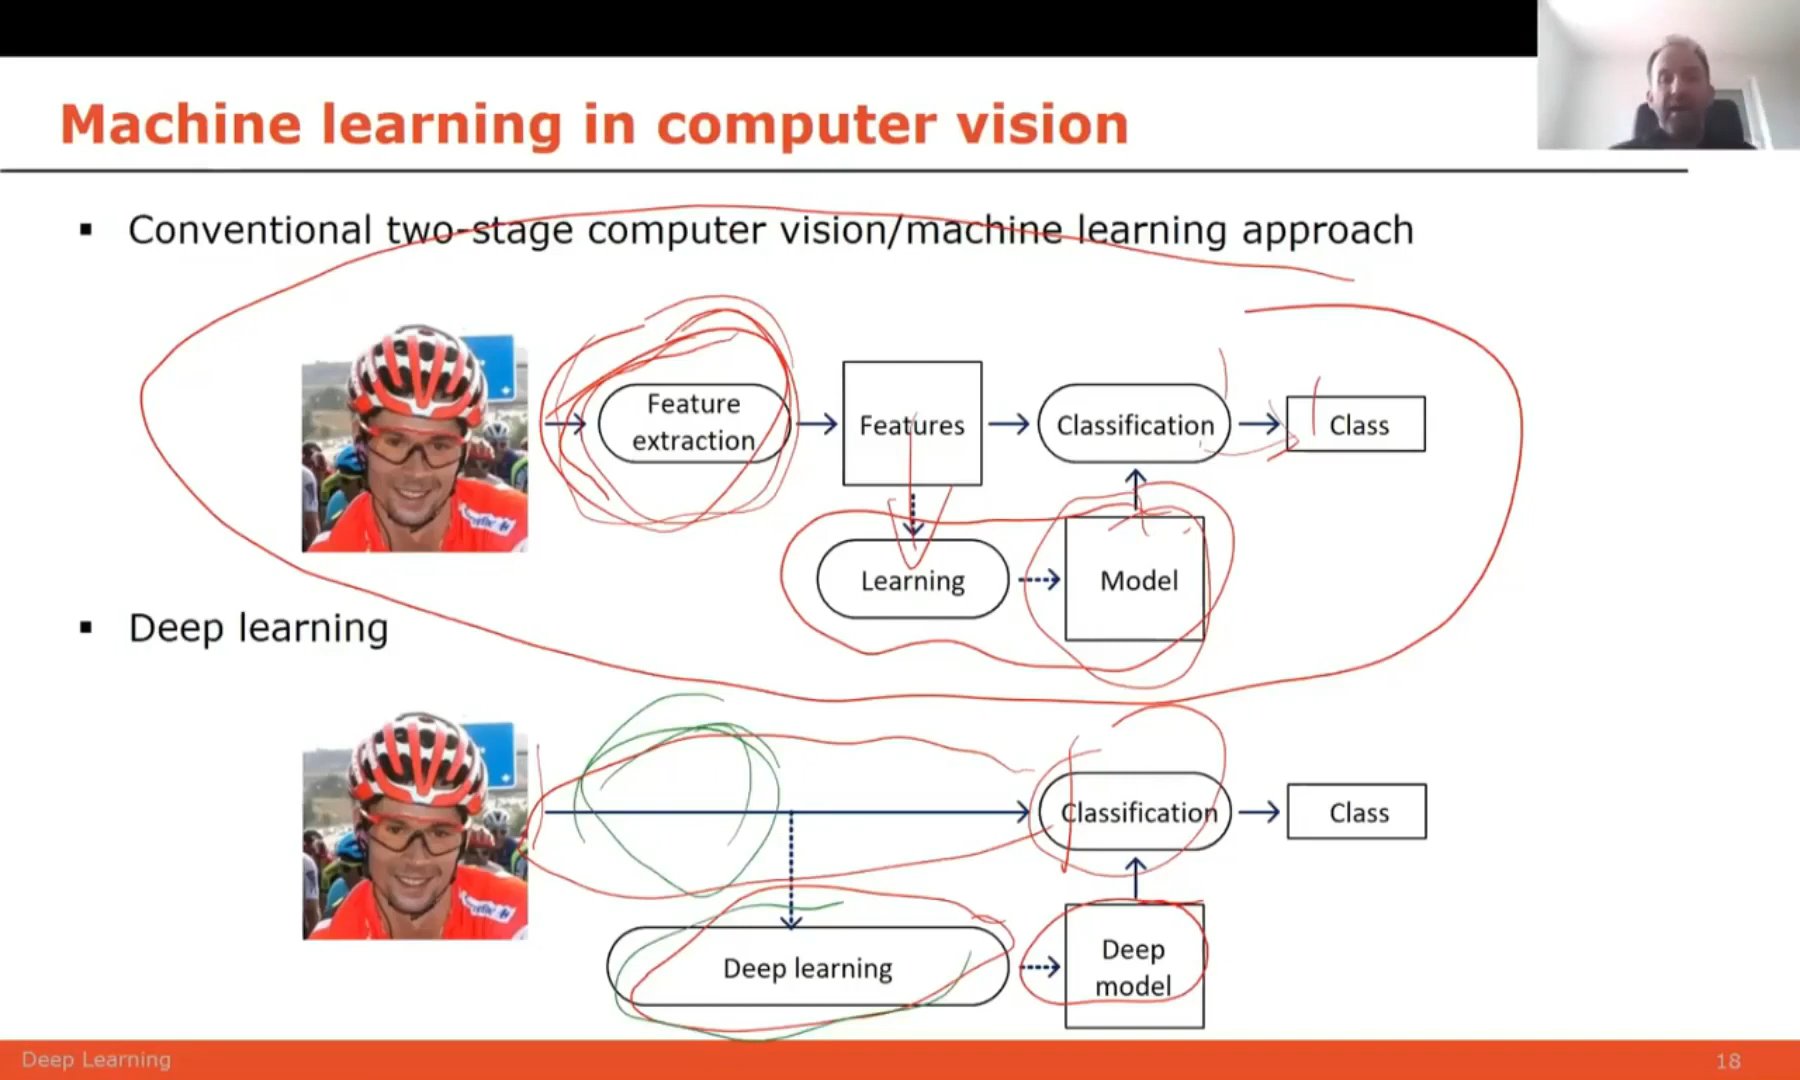 Machine learning in computer vision
▪ Conventional two-stage computer vision/machine learning approach
Feature
extraction
Features
Classification
Class
Learning
Model
▪ Deep learning
Classification
Class
Deep learning
Deep
model
Deep Learning
18